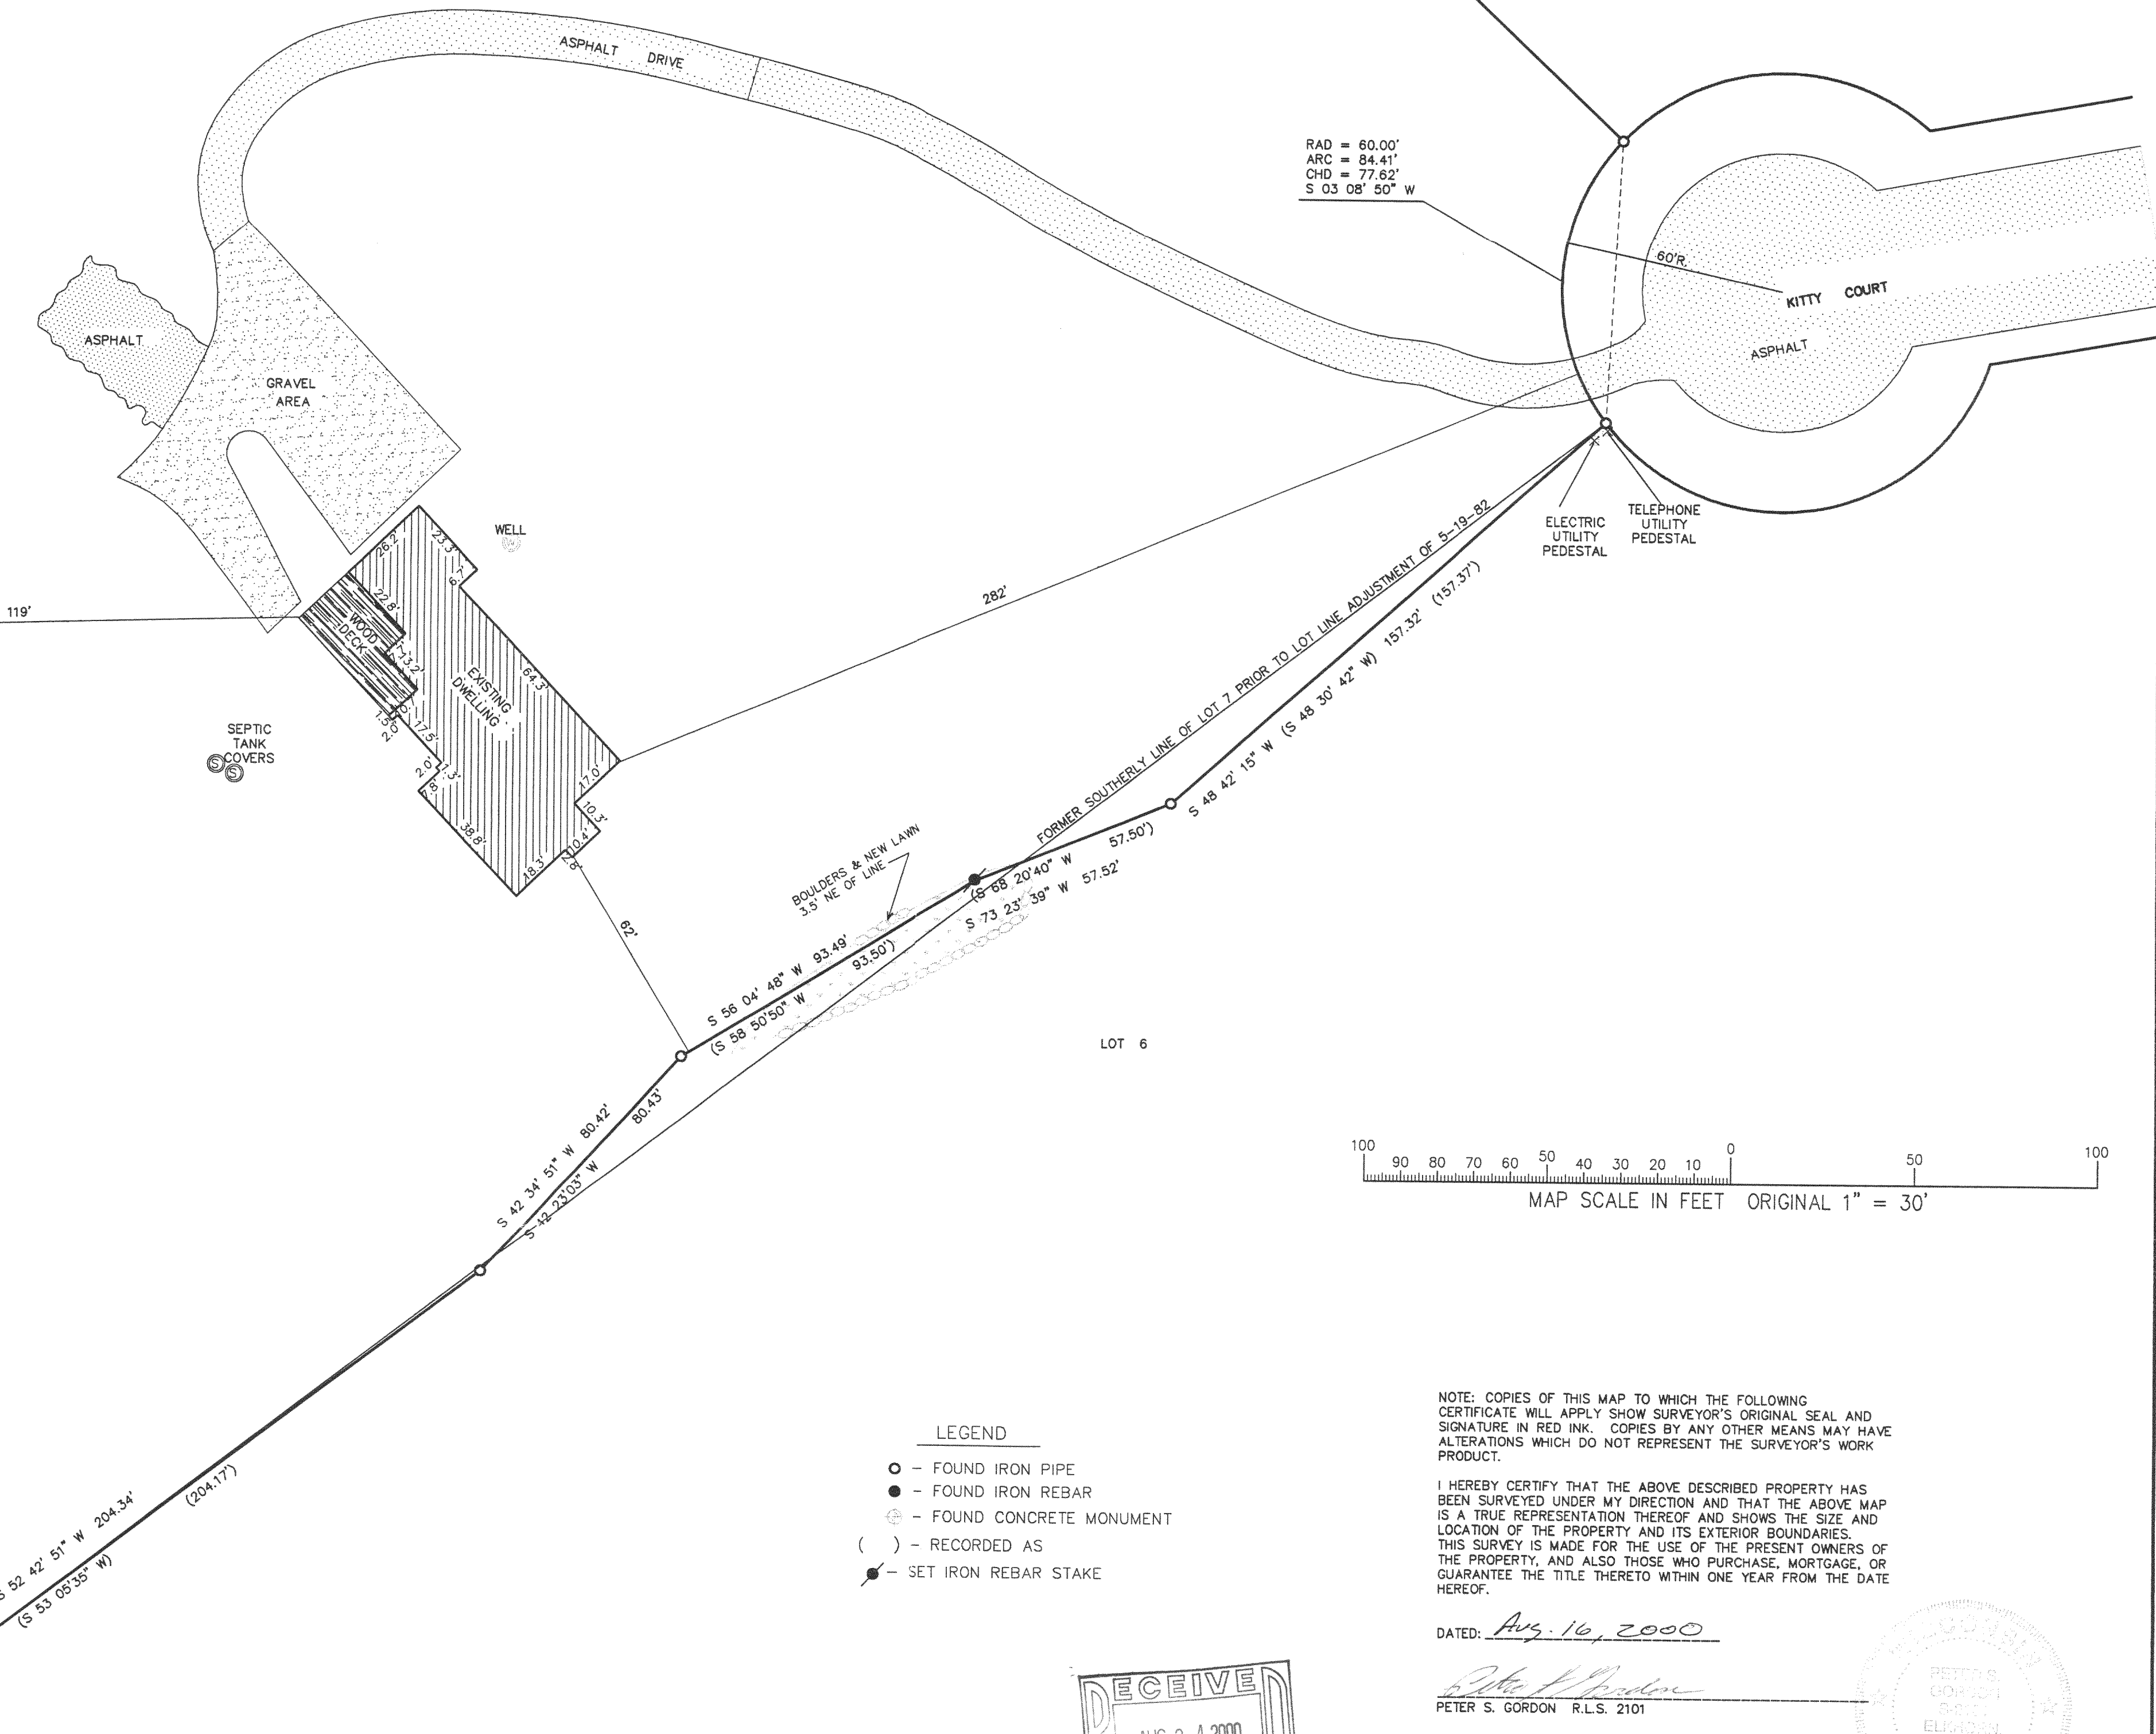 ASPHALT DRIVE
RAD = 60.00'
ARC = 84.41'
CHD = 77.62'
S 03 08' 50" W
60'R.
KITTY COURT
ASPHALT
ASPHALT
GRAVEL
AREA
WELL
W
26.2'
23.3'
6.7'
22.8'
WOOD
DECK
13.2'
EXISTING
DWELLING
64.3'
119'
282'
ELECTRIC
UTILITY
PEDESTAL
TELEPHONE
UTILITY
PEDESTAL
FORMER SOUTHERLY LINE OF LOT 7 PRIOR TO LOT LINE ADJUSTMENT OF 5-19-82
S 48 42' 15" W (S 48 30' 42" W) 157.32' (157.37')
1.5'
2.0'
17.5'
2.0'
7.3'
7.8'
SEPTIC
TANK
COVERS
S
S
17.0'
10.3'
10.4'
2.8'
38.8'
18.3'
62'
BOULDERS & NEW LAWN
3.5' NE OF LINE
(S 68 20'40" W 57.50')
S 73 23' 39" W 57.52'
S 56 04' 48" W 93.49'
(S 58 50'50" W 93.50')
LOT 6
S 42 34' 51" W 80.42'
S 42 23'03" W 80.43'
100 90 80 70 60 50 40 30 20 10 0 50 100
MAP SCALE IN FEET ORIGINAL 1" = 30'
S 52 42' 51" W 204.34'
(S 53 05'35" W) (204.17')
LEGEND
- FOUND IRON PIPE
- FOUND IRON REBAR
- FOUND CONCRETE MONUMENT
( ) - RECORDED AS
- SET IRON REBAR STAKE
NOTE: COPIES OF THIS MAP TO WHICH THE FOLLOWING
CERTIFICATE WILL APPLY SHOW SURVEYOR'S ORIGINAL SEAL AND
SIGNATURE IN RED INK. COPIES BY ANY OTHER MEANS MAY HAVE
ALTERATIONS WHICH DO NOT REPRESENT THE SURVEYOR'S WORK
PRODUCT.
I HEREBY CERTIFY THAT THE ABOVE DESCRIBED PROPERTY HAS
BEEN SURVEYED UNDER MY DIRECTION AND THAT THE ABOVE MAP
IS A TRUE REPRESENTATION THEREOF AND SHOWS THE SIZE AND
LOCATION OF THE PROPERTY AND ITS EXTERIOR BOUNDARIES.
THIS SURVEY IS MADE FOR THE USE OF THE PRESENT OWNERS OF
THE PROPERTY, AND ALSO THOSE WHO PURCHASE, MORTGAGE, OR
GUARANTEE THE TITLE THERETO WITHIN ONE YEAR FROM THE DATE
HEREOF.
DATED: Aug. 16, 2000
Peter S. Gordon
PETER S. GORDON R.L.S. 2101
PETER S.
GORDON
RECEIVED